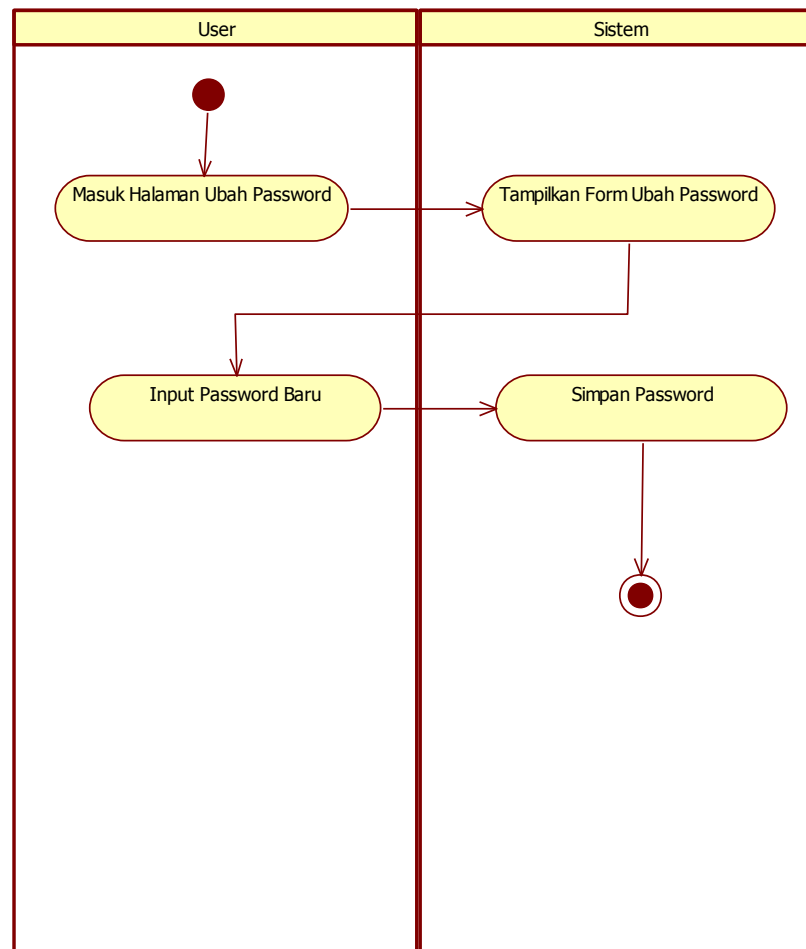 User
Sistem
Masuk Halaman Ubah Password
Tampilkan Form Ubah Password
Input Password Baru
Simpan Password